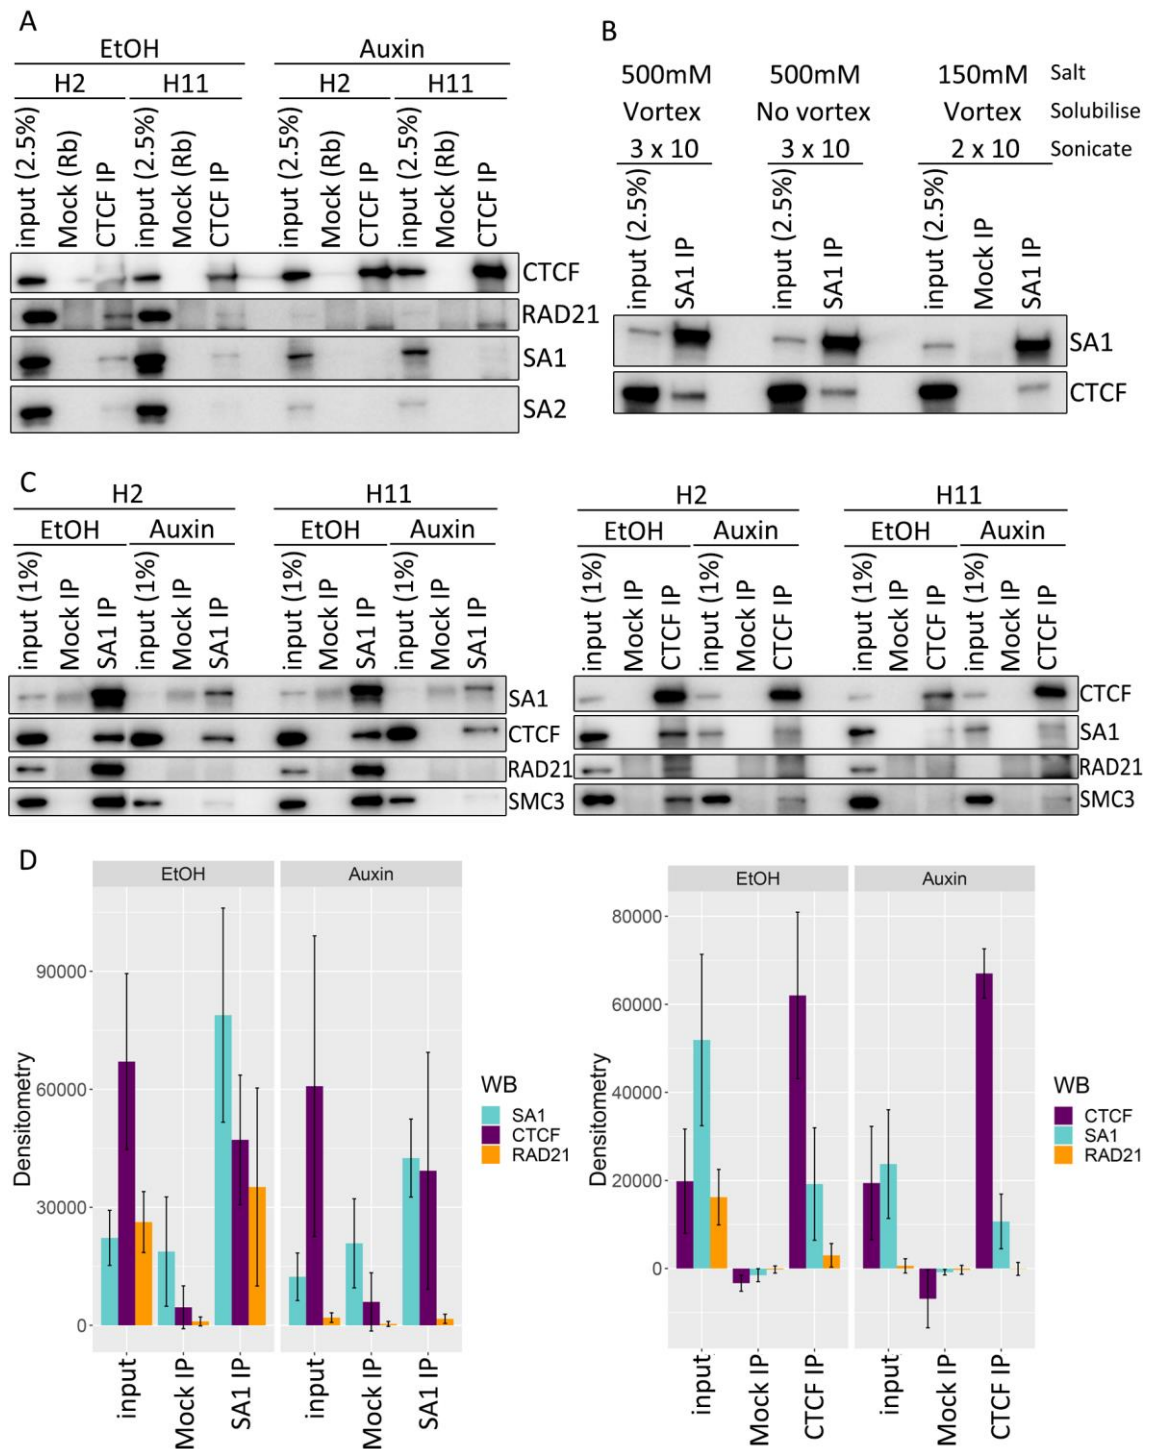 A
EtOH Auxin
H2 H11 H2 H11
input (2.5%) Mock (Rb) CTCF IP input (2.5%) Mock (Rb) CTCF IP input (2.5%) Mock (Rb) CTCF IP input (2.5%) Mock (Rb) CTCF IP
CTCF
RAD21
SA1
SA2
B
500mM 500mM 150mM Salt
Vortex No vortex Vortex Solubilise
3 x 10 3 x 10 2 x 10 Sonicate
input (2.5%) SA1 IP input (2.5%) SA1 IP input (2.5%) Mock IP SA1 IP
SA1
CTCF
C
H2 H11
EtOH Auxin EtOH Auxin
input (1%) Mock IP SA1 IP input (1%) Mock IP SA1 IP input (1%) Mock IP SA1 IP input (1%) Mock IP SA1 IP
SA1
CTCF
RAD21
SMC3
H2 H11
EtOH Auxin EtOH Auxin
input (1%) Mock IP CTCF IP input (1%) Mock IP CTCF IP input (1%) Mock IP CTCF IP input (1%) Mock IP CTCF IP
CTCF
SA1
RAD21
SMC3
D
EtOH Auxin
90000
60000
30000
0
Densitometry
input Mock IP SA1 IP input Mock IP SA1 IP
WB
SA1
CTCF
RAD21
EtOH Auxin
80000
60000
40000
20000
0
Densitometry
input Mock IP CTCF IP input Mock IP CTCF IP
WB
CTCF
SA1
RAD21